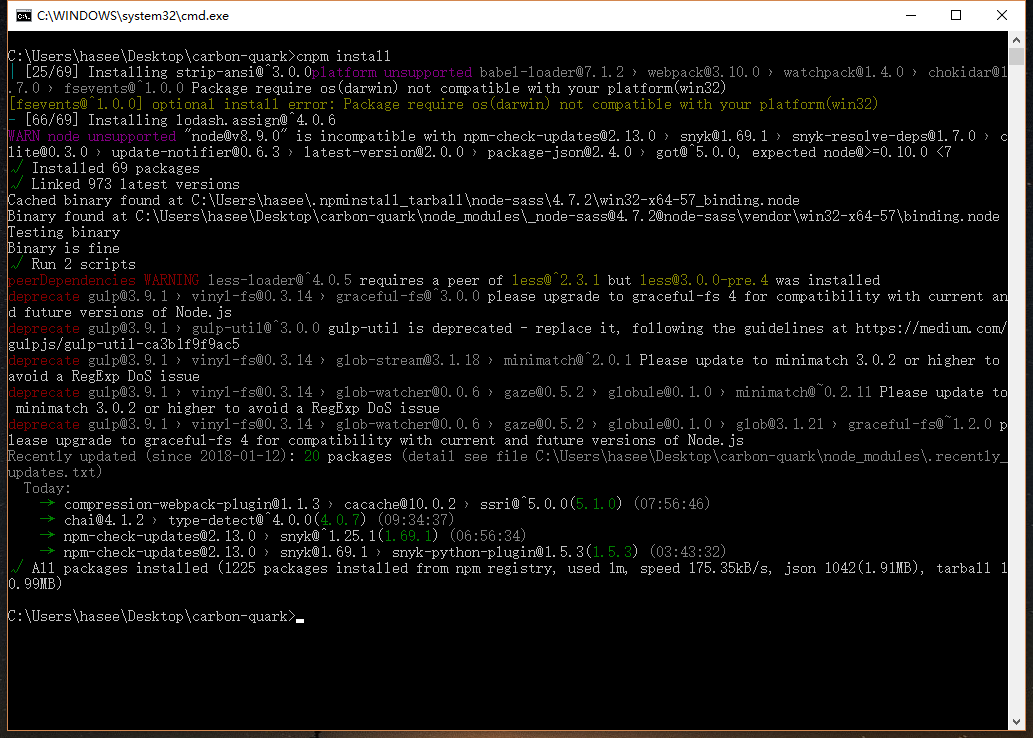 C:\WINDOWS\system32\cmd.exe
C:\Users\hasee\Desktop\carbon-quark>cnpm install
| [25/69] Installing strip-ansi@^3.0.0platform unsupported babel-loader@7.1.2 › webpack@3.10.0 › watchpack@1.4.0 › chokidar@1
.7.0 › fsevents@^1.0.0 Package require os(darwin) not compatible with your platform(win32)
[fsevents@^1.0.0] optional install error: Package require os(darwin) not compatible with your platform(win32)
- [66/69] Installing lodash.assign@^4.0.6
WARN node unsupported "node@v8.9.0" is incompatible with npm-check-updates@2.13.0 › snyk@1.69.1 › snyk-resolve-deps@1.7.0 › c
lite@0.3.0 › update-notifier@0.6.3 › latest-version@2.0.0 › package-json@2.4.0 › got@^5.0.0, expected node@>=0.10.0 <7
√ Installed 69 packages
√ Linked 973 latest versions
Cached binary found at C:\Users\hasee\.npminstall_tarball\node-sass\4.7.2\win32-x64-57_binding.node
Binary found at C:\Users\hasee\Desktop\carbon-quark\node_modules\_node-sass@4.7.2@node-sass\vendor\win32-x64-57\binding.node
Testing binary
Binary is fine
√ Run 2 scripts
peerDependencies WARNING less-loader@^4.0.5 requires a peer of less@^2.3.1 but less@3.0.0-pre.4 was installed
deprecate gulp@3.9.1 › vinyl-fs@0.3.14 › graceful-fs@^3.0.0 please upgrade to graceful-fs 4 for compatibility with current an
d future versions of Node.js
deprecate gulp@3.9.1 › gulp-util@^3.0.0 gulp-util is deprecated - replace it, following the guidelines at https://medium.com/
gulpjs/gulp-util-ca3b1f9f9ac5
deprecate gulp@3.9.1 › vinyl-fs@0.3.14 › glob-stream@3.1.18 › minimatch@^2.0.1 Please update to minimatch 3.0.2 or higher to
avoid a RegExp DoS issue
deprecate gulp@3.9.1 › vinyl-fs@0.3.14 › glob-watcher@0.0.6 › gaze@0.5.2 › globule@0.1.0 › minimatch@~0.2.11 Please update to
minimatch 3.0.2 or higher to avoid a RegExp DoS issue
deprecate gulp@3.9.1 › vinyl-fs@0.3.14 › glob-watcher@0.0.6 › gaze@0.5.2 › globule@0.1.0 › glob@3.1.21 › graceful-fs@~1.2.0 p
lease upgrade to graceful-fs 4 for compatibility with current and future versions of Node.js
Recently updated (since 2018-01-12): 20 packages (detail see file C:\Users\hasee\Desktop\carbon-quark\node_modules\.recently_
updates.txt)
Today:
→ compression-webpack-plugin@1.1.3 › cacache@10.0.2 › ssri@^5.0.0(5.1.0) (07:56:46)
→ chai@4.1.2 › type-detect@^4.0.0(4.0.7) (09:34:37)
→ npm-check-updates@2.13.0 › snyk@^1.25.1(1.69.1) (06:56:34)
→ npm-check-updates@2.13.0 › snyk@1.69.1 › snyk-python-plugin@1.5.3(1.5.3) (03:43:32)
√ All packages installed (1225 packages installed from npm registry, used 1m, speed 175.35kB/s, json 1042(1.91MB), tarball 1
0.99MB)
C:\Users\hasee\Desktop\carbon-quark>